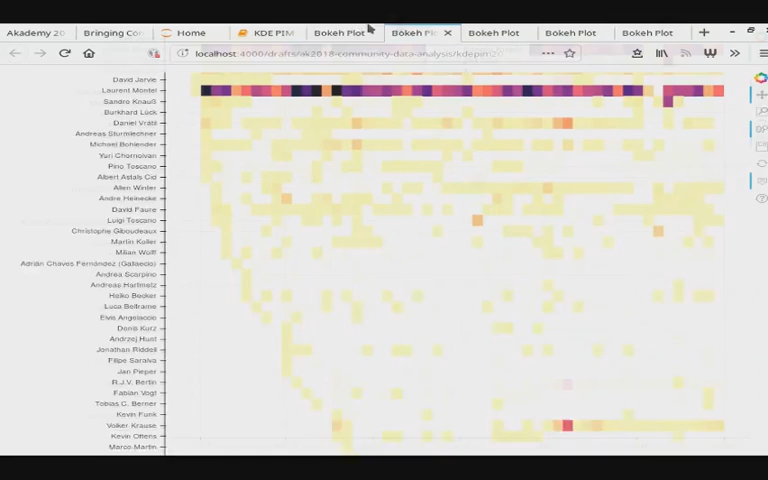 Akademy 20
Bringing Co
Home
KDE PIM
Bokeh Plot
Bokeh Pl
Bokeh Plot
Bokeh Plot
Bokeh Plot
localhost:4000/drafts/ak2018-community-data-analysis/kdepim2
David Jarvie
Laurent Montel
Sandro Knauß
Burkhard Lück
Daniel Vrátil
Andreas Sturmlechner
Michael Bohlender
Yuri Chornoivan
Pino Toscano
Albert Astals Cid
Allen Winter
Andre Heinecke
David Faure
Luigi Toscano
Christophe Giboudeaux
Martin Koller
Milian Wolff
Adrián Chaves Fernández (Gallaecio)
Andrea Scarpino
Andreas Hartmetz
Heiko Becker
Luca Beltrame
Elvis Angelaccio
Denis Kurz
Andrzej Hunt
Jonathan Riddell
Filipe Saraiva
Jan Pieper
R.J.V. Bertin
Fabian Vogt
Tobias C. Berner
Kevin Funk
Volker Krause
Kevin Ottens
Marco Martin